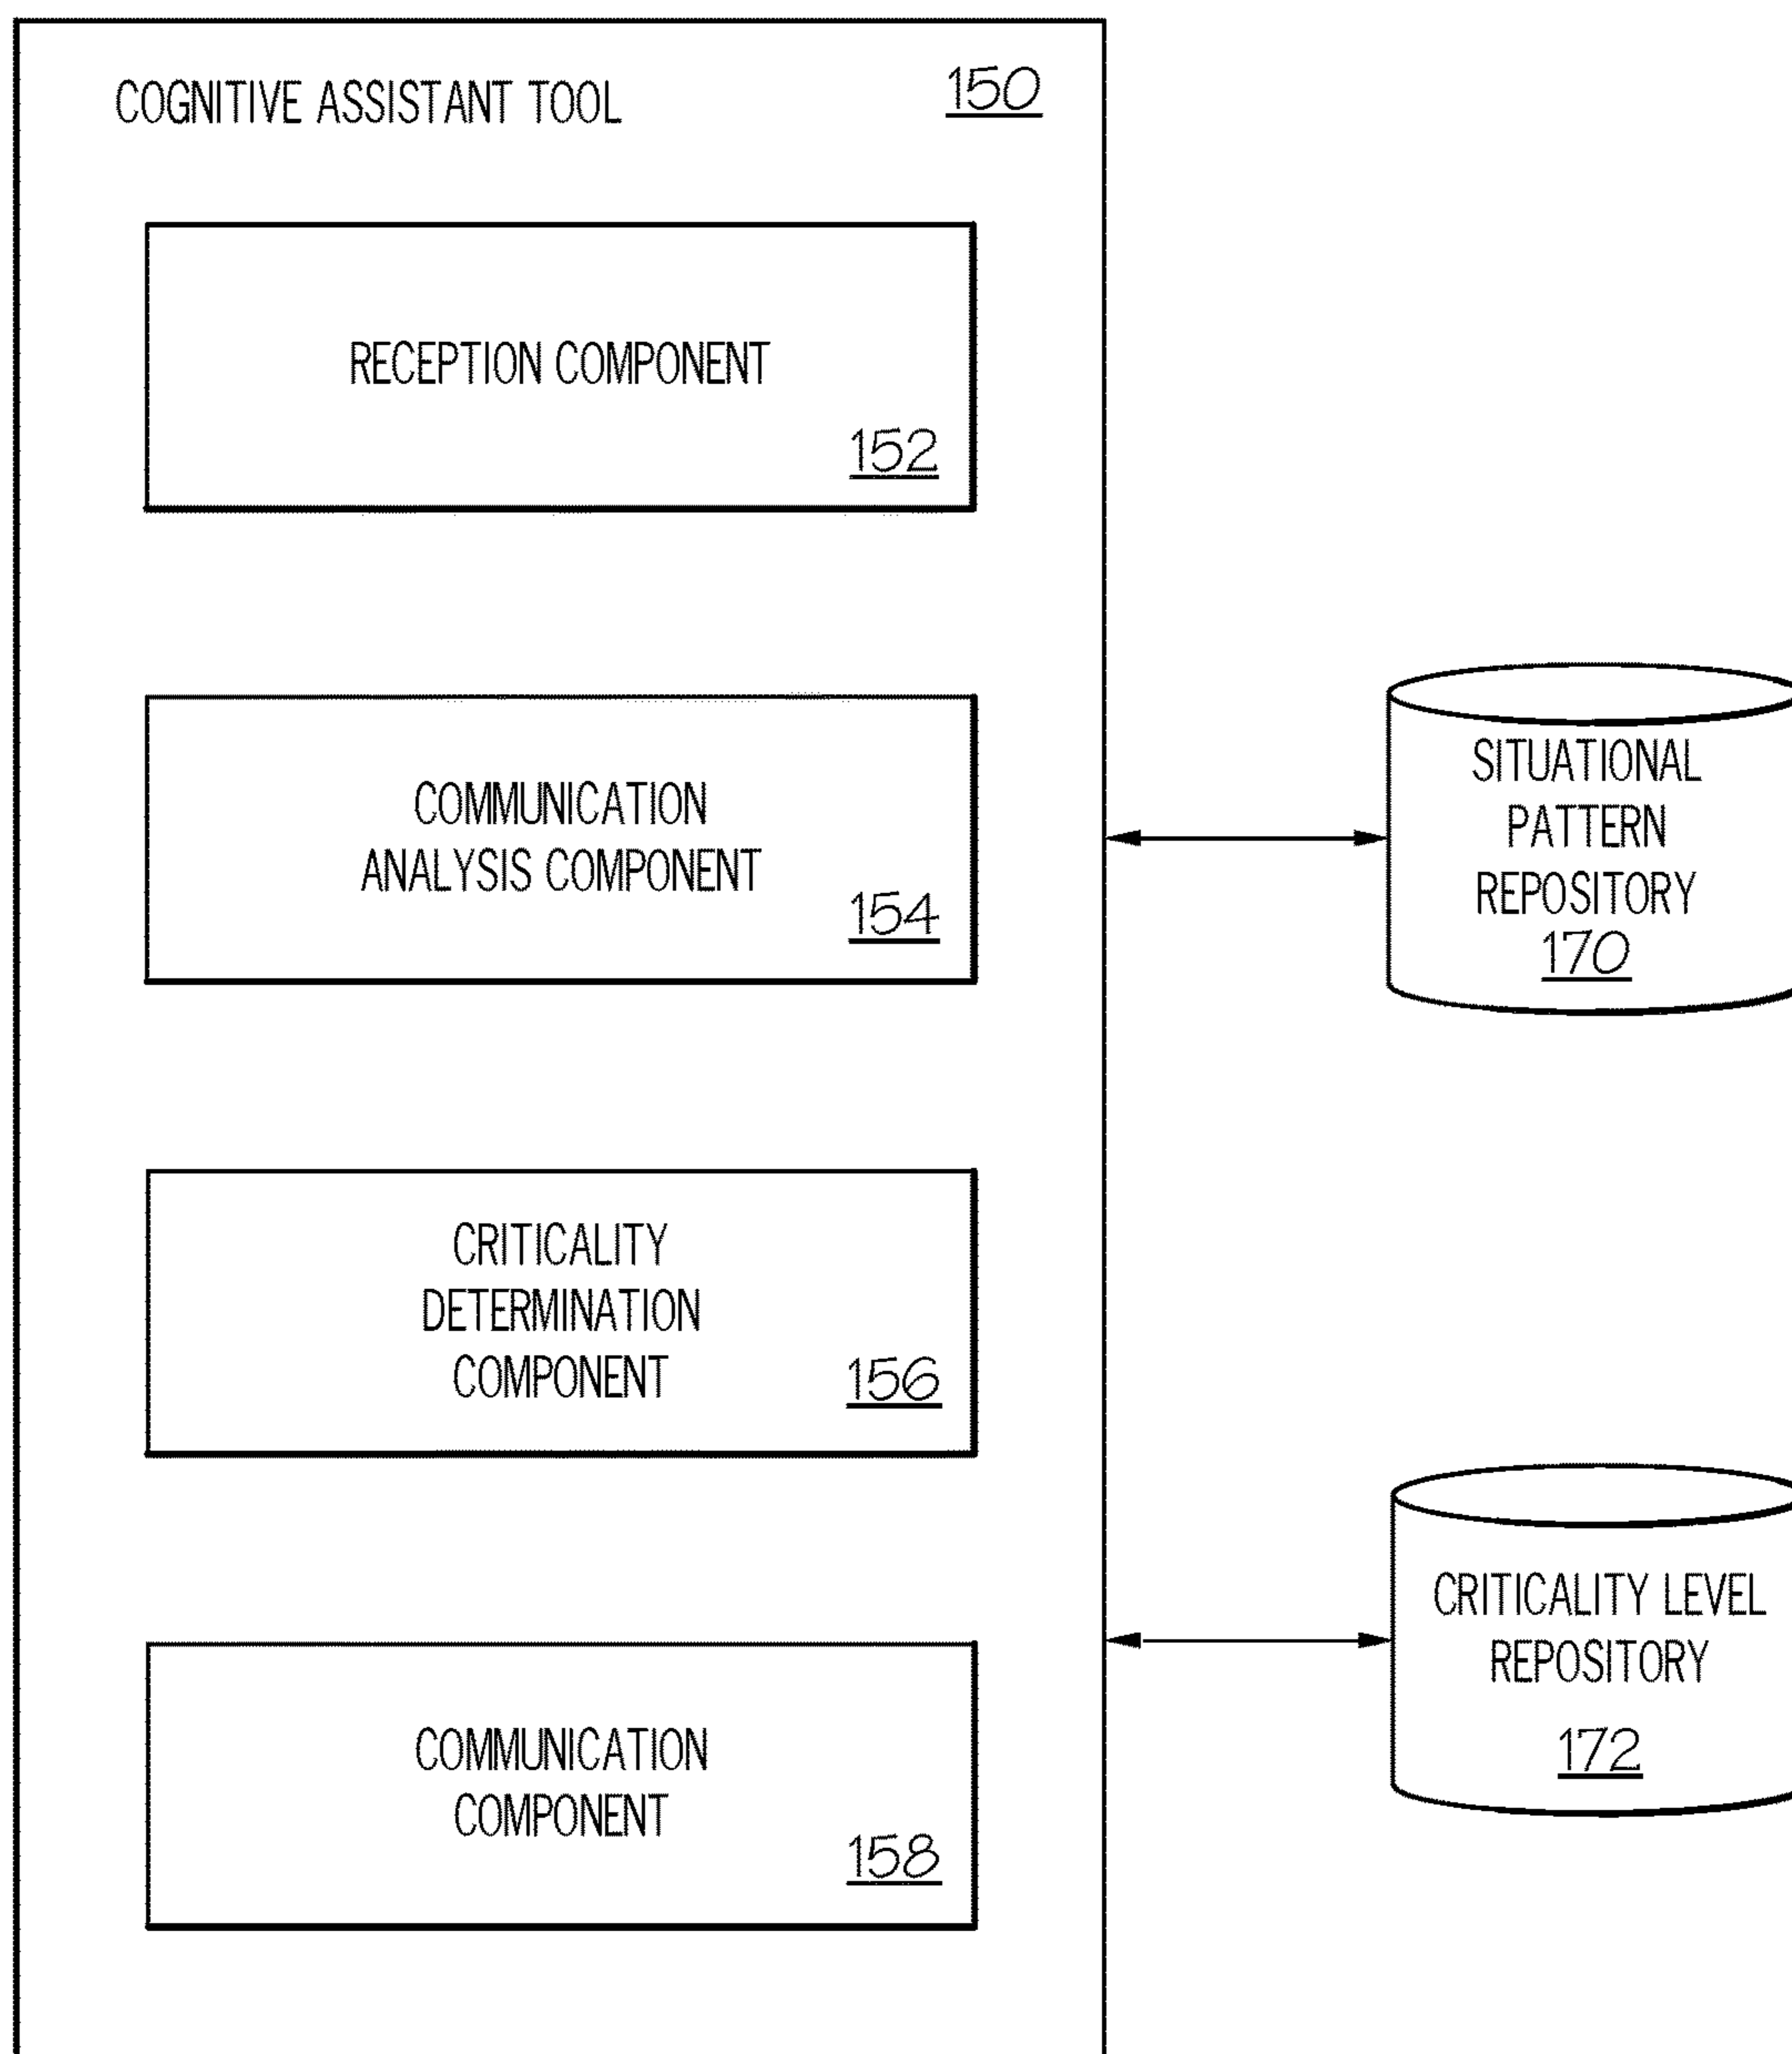 COGNITIVE ASSISTANT TOOL 150
RECEPTION COMPONENT
152
COMMUNICATION
ANALYSIS COMPONENT
154
SITUATIONAL
PATTERN
REPOSITORY
170
CRITICALITY
DETERMINATION
COMPONENT
156
CRITICALITY LEVEL
REPOSITORY
172
COMMUNICATION
COMPONENT
158